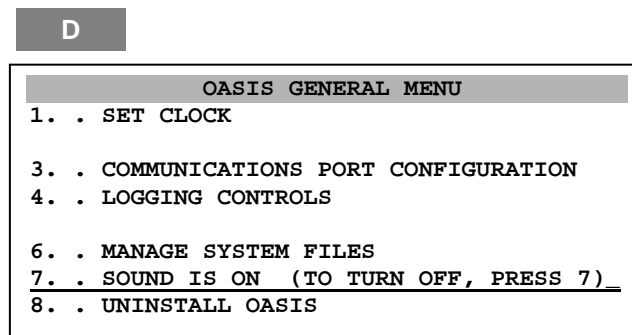 D
OASIS GENERAL MENU
1. . SET CLOCK
3. . COMMUNICATIONS PORT CONFIGURATION
4. . LOGGING CONTROLS
6. . MANAGE SYSTEM FILES
7. . SOUND IS ON (TO TURN OFF, PRESS 7)_
8. . UNINSTALL OASIS